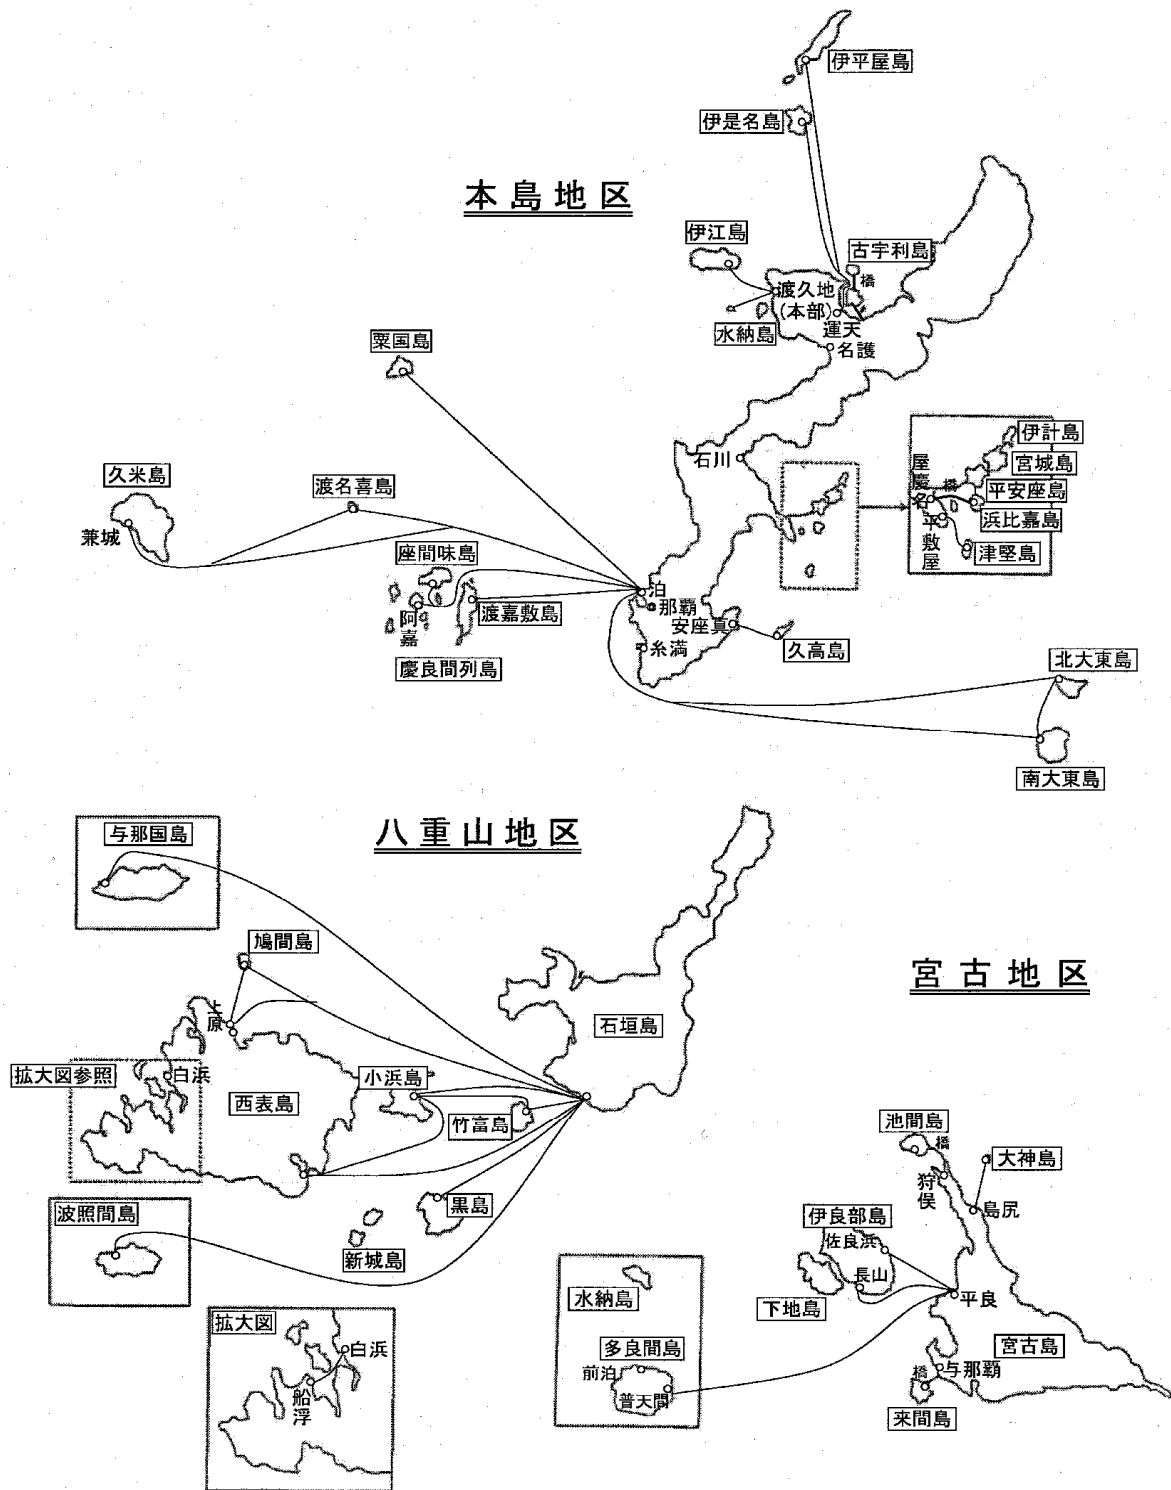 伊平屋島
伊是名島
本島地区
伊江島
古宇利島
橋
渡久地
(本部)
運天
水納島
名護
粟国島
石川
伊計島
宮城島
屋慶名
橋
平安座島
浜比嘉島
平敷屋
津堅島
久米島
兼城
渡名喜島
座間味島
阿嘉
渡嘉敷島
慶良間列島
泊
那覇
安座真
糸満
久高島
北大東島
南大東島
八重山地区
与那国島
鳩間島
上原
石垣島
拡大図参照
白浜
西表島
小浜島
竹富島
波照間島
黒島
新城島
拡大図
白浜
船浮
宮古地区
池間島
橋
大神島
狩俣
島尻
伊良部島
佐良浜
長山
下地島
平良
水納島
多良間島
前泊
普天間
宮古島
与那覇
橋
来間島